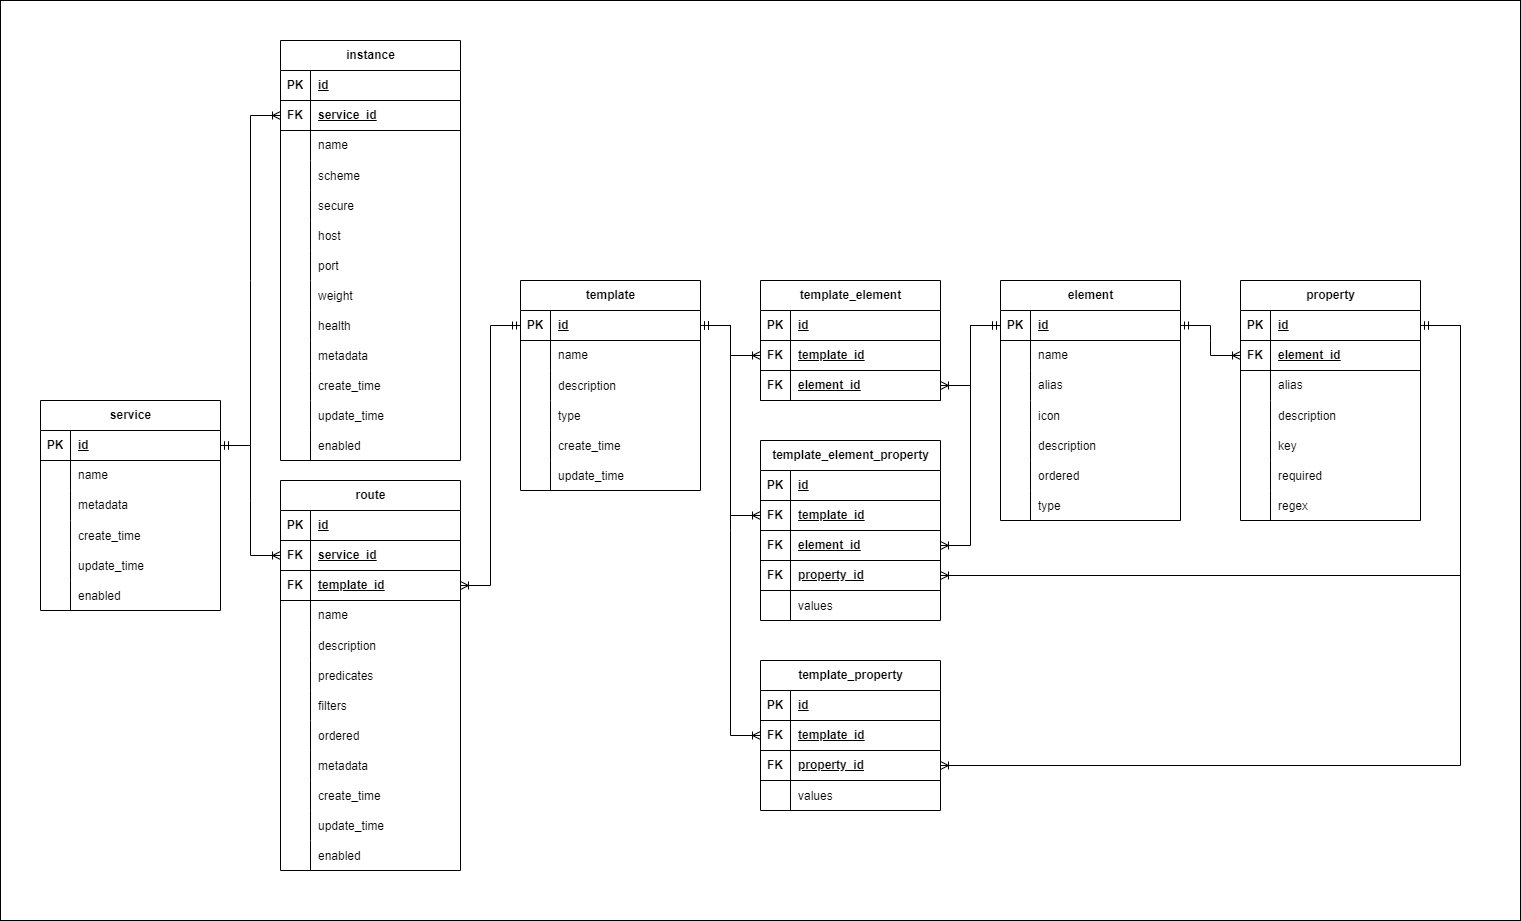 instance
PK id
FK service_id
name
scheme
secure
host
port
weight
health
metadata
create_time
update_time
enabled
service
PK id
name
metadata
create_time
update_time
enabled
route
PK id
FK service_id
FK template_id
name
description
predicates
filters
ordered
metadata
create_time
update_time
enabled
template
PK id
name
description
type
create_time
update_time
template_element
PK id
FK template_id
FK element_id
template_element_property
PK id
FK template_id
FK element_id
FK property_id
values
template_property
PK id
FK template_id
FK property_id
values
element
PK id
name
alias
icon
description
ordered
type
property
PK id
FK element_id
alias
description
key
required
regex